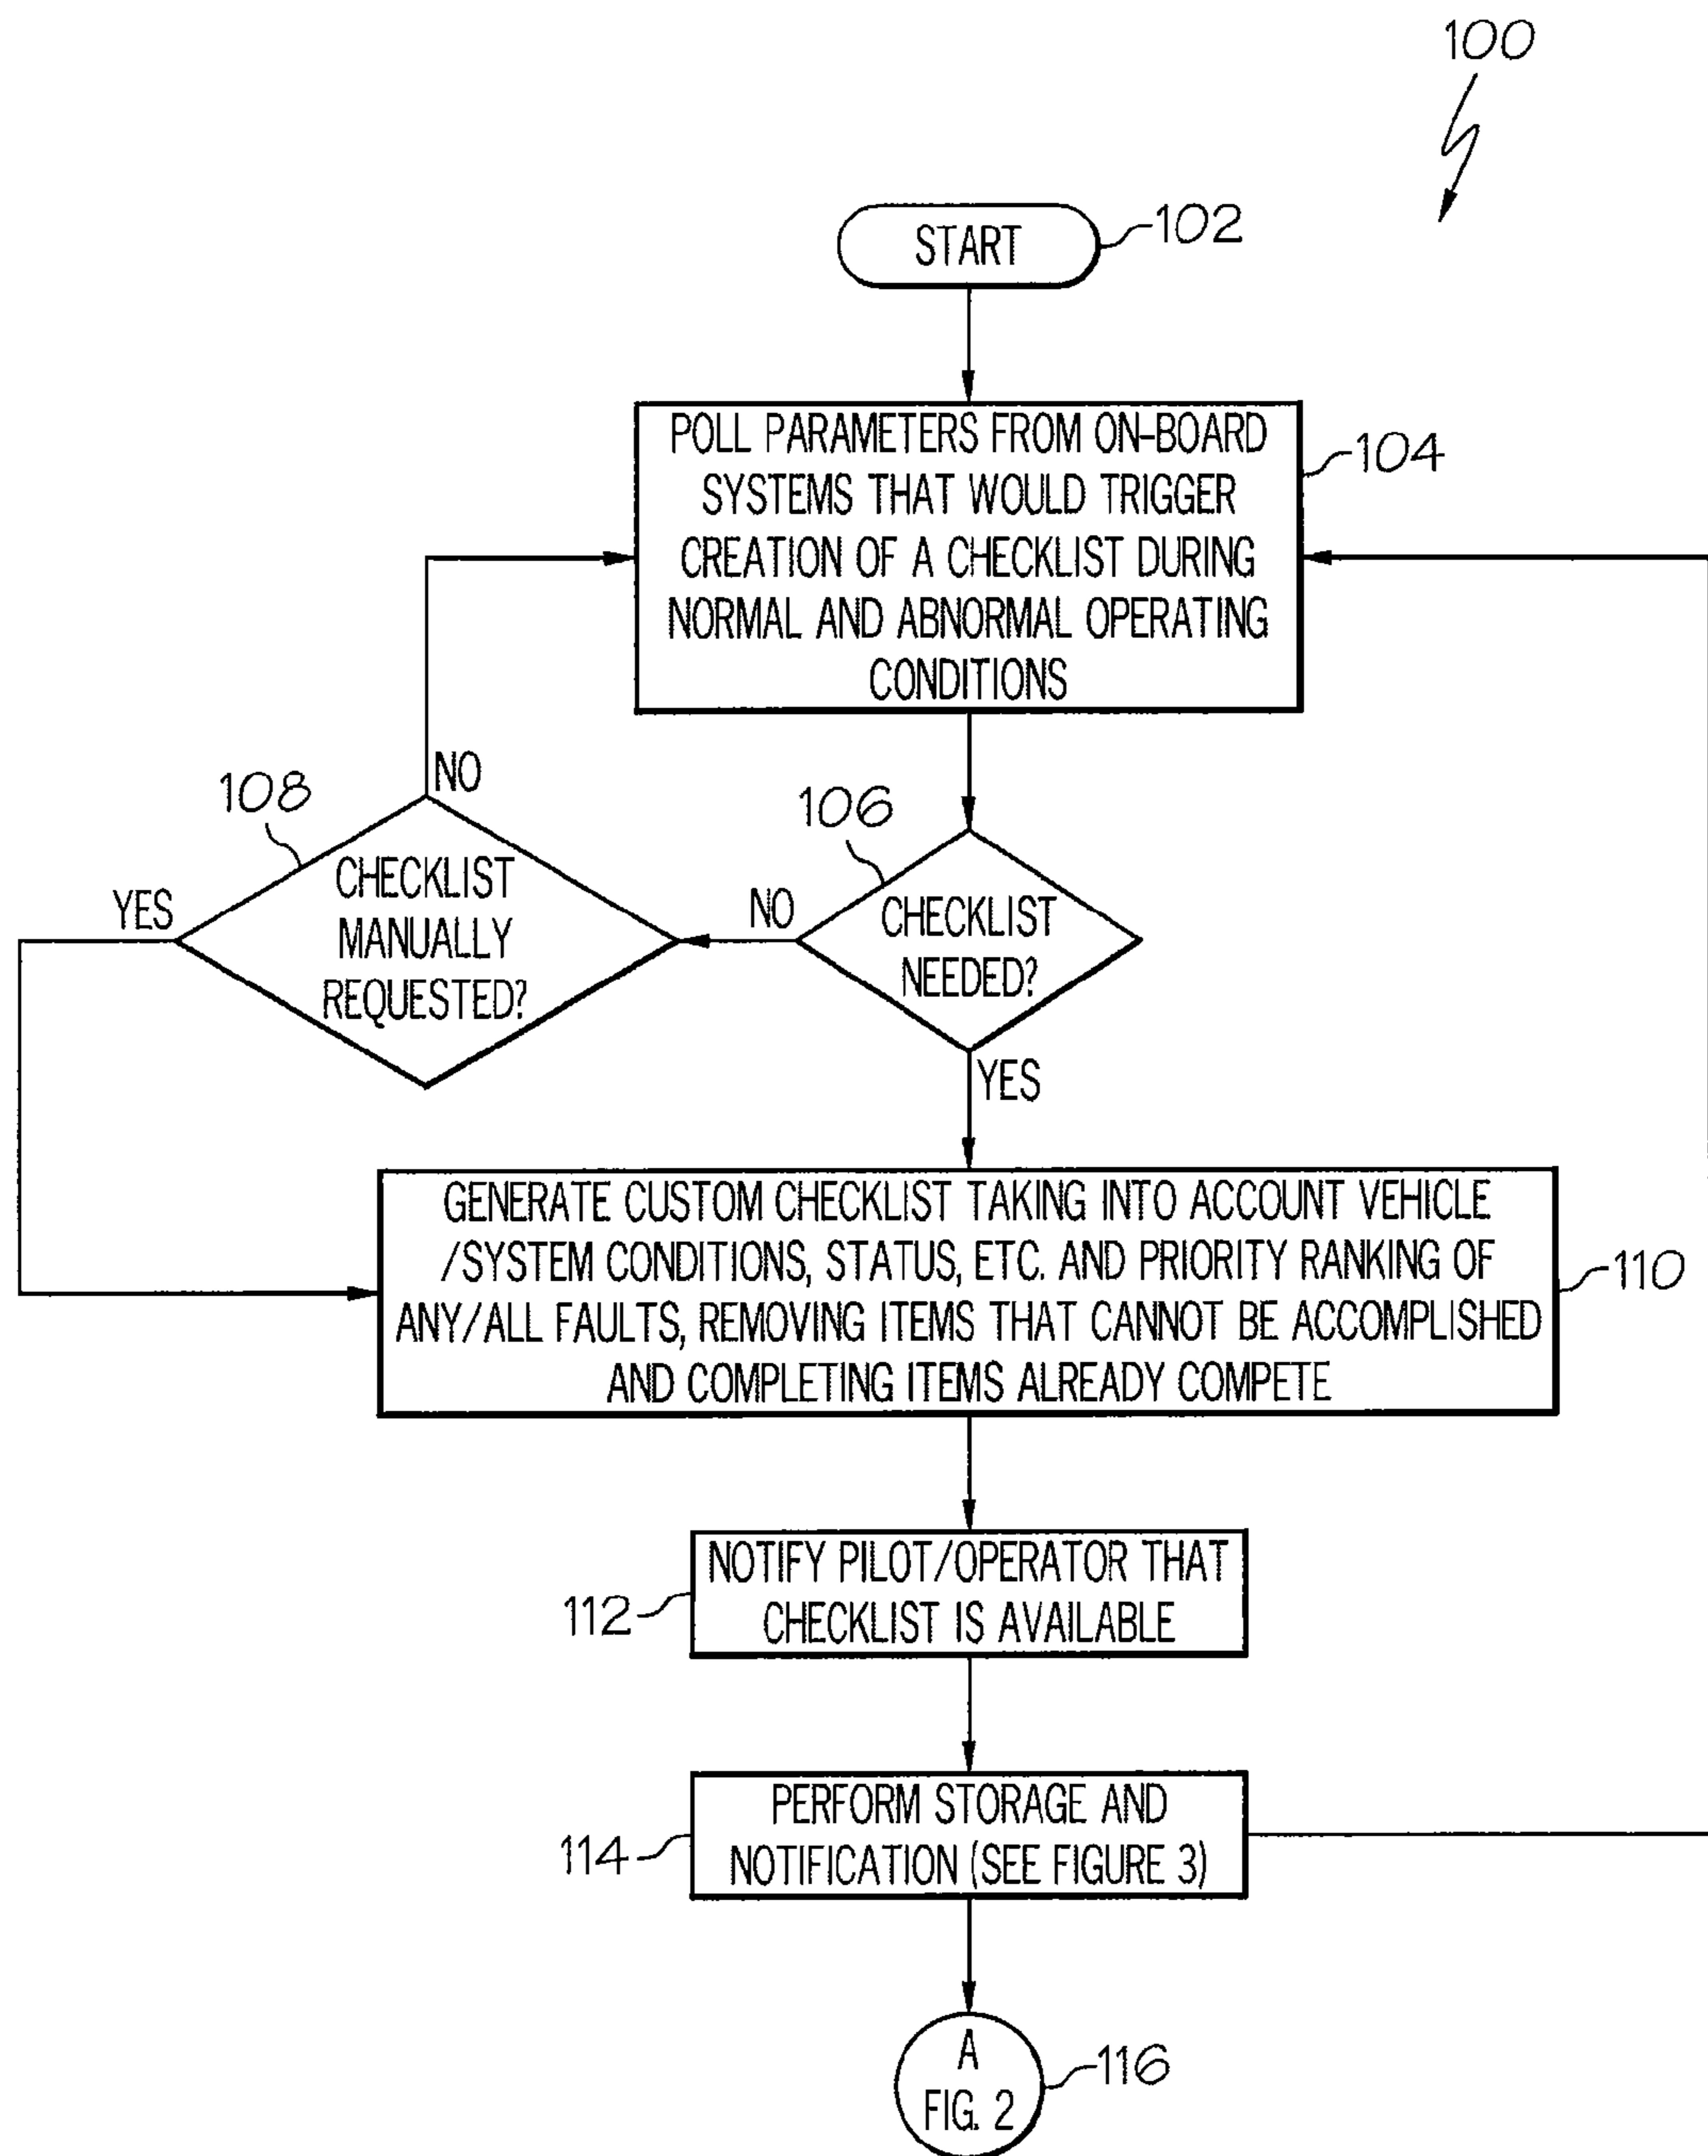 100
START
102
POLL PARAMETERS FROM ON-BOARD
SYSTEMS THAT WOULD TRIGGER
CREATION OF A CHECKLIST DURING
NORMAL AND ABNORMAL OPERATING
CONDITIONS
104
108
NO
106
YES
CHECKLIST
MANUALLY
REQUESTED?
NO
CHECKLIST
NEEDED?
YES
GENERATE CUSTOM CHECKLIST TAKING INTO ACCOUNT VEHICLE
/SYSTEM CONDITIONS, STATUS, ETC. AND PRIORITY RANKING OF
ANY/ALL FAULTS, REMOVING ITEMS THAT CANNOT BE ACCOMPLISHED
AND COMPLETING ITEMS ALREADY COMPETE
110
NOTIFY PILOT/OPERATOR THAT
CHECKLIST IS AVAILABLE
112
PERFORM STORAGE AND
NOTIFICATION (SEE FIGURE 3)
114
A
FIG. 2
116